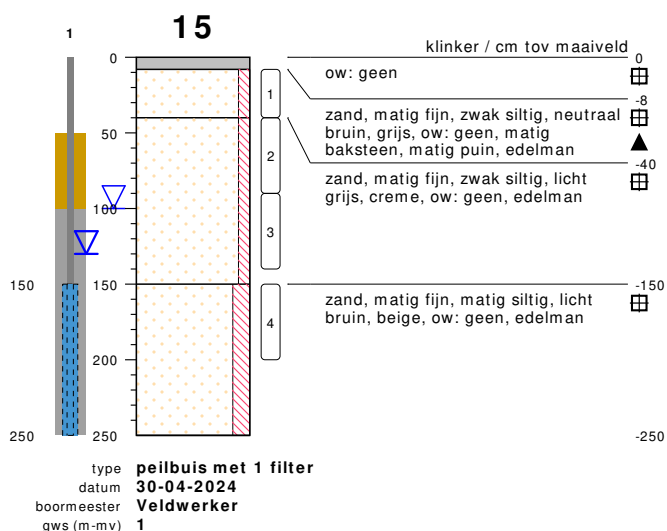 15
1
klinker / cm tov maaiveld
0
0
ow: geen
-8
1
zand, matig fijn, zwak siltig, neutraal
bruin, grijs, ow: geen, matig
baksteen, matig puin, edelman
-40
50
2
zand, matig fijn, zwak siltig, licht
grijs, creme, ow: geen, edelman
100
3
150
150
-150
4
zand, matig fijn, matig siltig, licht
bruin, beige, ow: geen, edelman
200
250
250
-250
type peilbuis met 1 filter
datum 30-04-2024
boormeester Veldwerker
gws (m-mv) 1